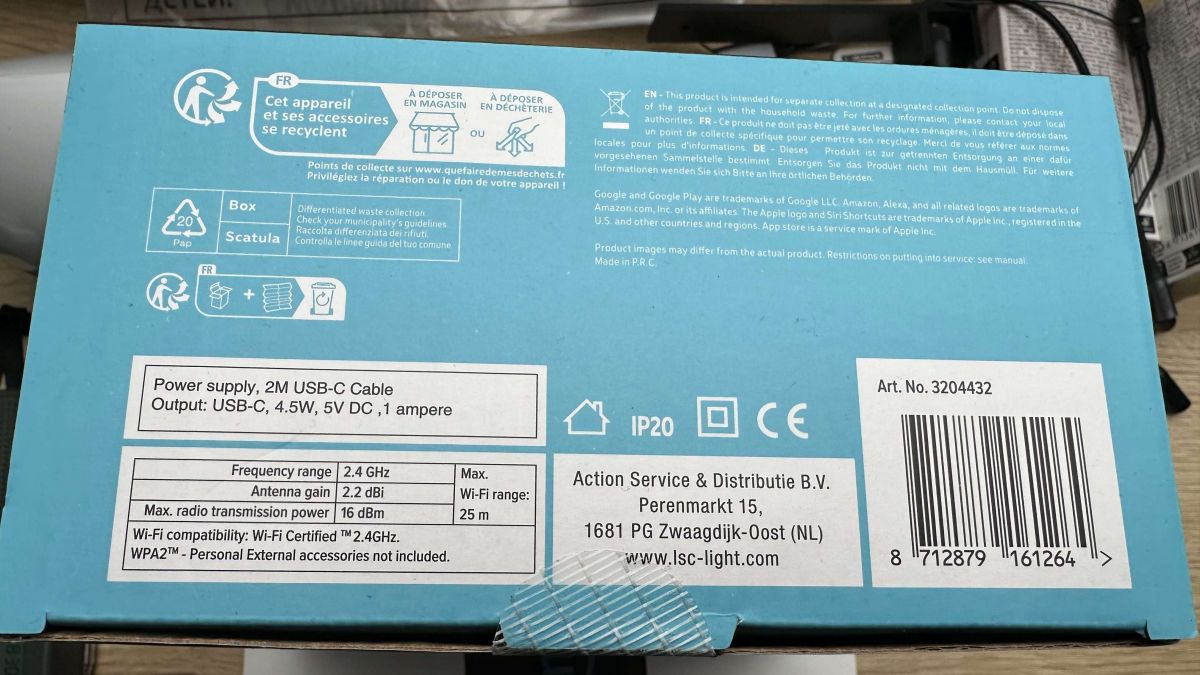 FR
Cet appareil
et ses accessoires
se recyclent
À DÉPOSER
EN MAGASIN
OU
À DÉPOSER
EN DÉCHÈTERIE
Points de collecte sur www.quefairedemesdechets.fr
Privilégiez la réparation ou le don de votre appareil !
20
Pap
Box
Scatula
Differentiated waste collection.
Check your municipality's guidelines.
Raccolta differenziata dei rifiuti.
Controlla le linee guida del tuo comune
FR
EN - This product is intended for separate collection at a designated collection point. Do not dispose
of the product with the household waste. For further information, please contact your local
authorities. FR - Ce produit ne doit pas être jeté avec les ordures ménagères, il doit être déposé dans
un point de collecte spécifique pour permettre son recyclage. Merci de vous référer aux normes
locales pour plus d'informations. DE - Dieses Produkt ist zur getrennten Entsorgung an einer dafür
vorgesehenen Sammelstelle bestimmt. Entsorgen Sie das Produkt nicht mit dem Hausmüll. Für weitere
Informationen wenden Sie sich Bitte an Ihre örtlichen Behörden.
Google and Google Play are trademarks of Google LLC. Amazon, Alexa, and all related logos are trademarks of
Amazon.com, Inc. or its affiliates. The Apple logo and Siri Shortcuts are trademarks of Apple Inc., registered in the
U.S. and other countries and regions. App store is a service mark of Apple Inc.
Product images may differ from the actual product. Restrictions on putting into service: see manual.
Made in P.R.C.
Power supply, 2M USB-C Cable
Output: USB-C, 4.5W, 5V DC ,1 ampere
Frequency range 2.4 GHz
Antenna gain 2.2 dBi
Max. radio transmission power 16 dBm
Max.
Wi-Fi range:
25 m
Wi-Fi compatibility: Wi-Fi Certified ™2.4GHz.
WPA2™ - Personal External accessories not included.
IP20
CE
Action Service & Distributie B.V.
Perenmarkt 15,
1681 PG Zwaagdijk-Oost (NL)
www.lsc-light.com
Art. No. 3204432
8 712879 161264 >